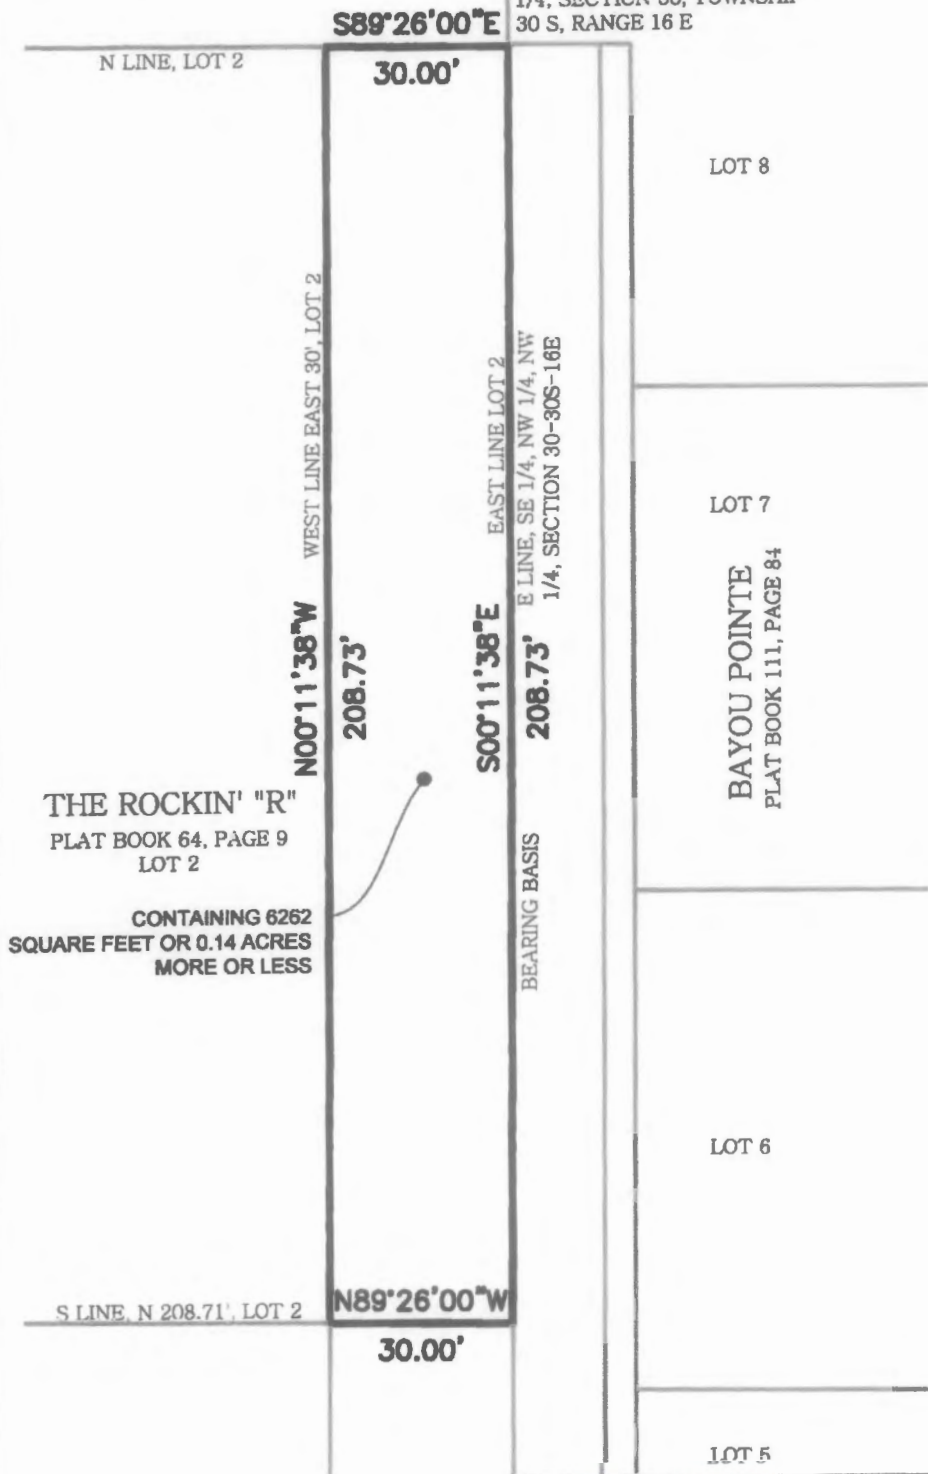 30 S, RANGE 16 E
S89°26'00"E
N LINE, LOT 2
30.00'
LOT 8
WEST LINE EAST 30', LOT 2
EAST LINE LOT 2
E LINE, SE 1/4, NW 1/4, NW
1/4, SECTION 30-30S-16E
LOT 7
N00°11'38"W
208.73'
S00°11'38"E
208.73'
BAYOU POINTE
PLAT BOOK 111, PAGE 84
THE ROCKIN' "R"
PLAT BOOK 64, PAGE 9
LOT 2
BEARING BASIS
CONTAINING 6262
SQUARE FEET OR 0.14 ACRES
MORE OR LESS
LOT 6
S LINE, N 208.71', LOT 2
N89°26'00"W
30.00'
LOT 5